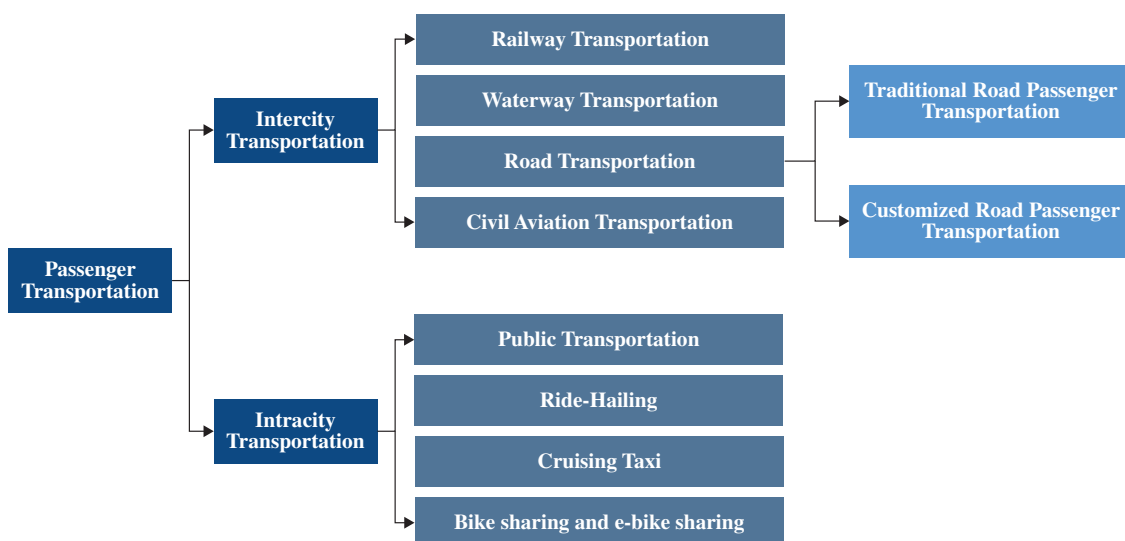 Passenger
Transportation
Intercity
Transportation
Railway Transportation
Waterway Transportation
Road Transportation
Civil Aviation Transportation
Traditional Road Passenger
Transportation
Customized Road Passenger
Transportation
Intracity
Transportation
Public Transportation
Ride-Hailing
Cruising Taxi
Bike sharing and e-bike sharing